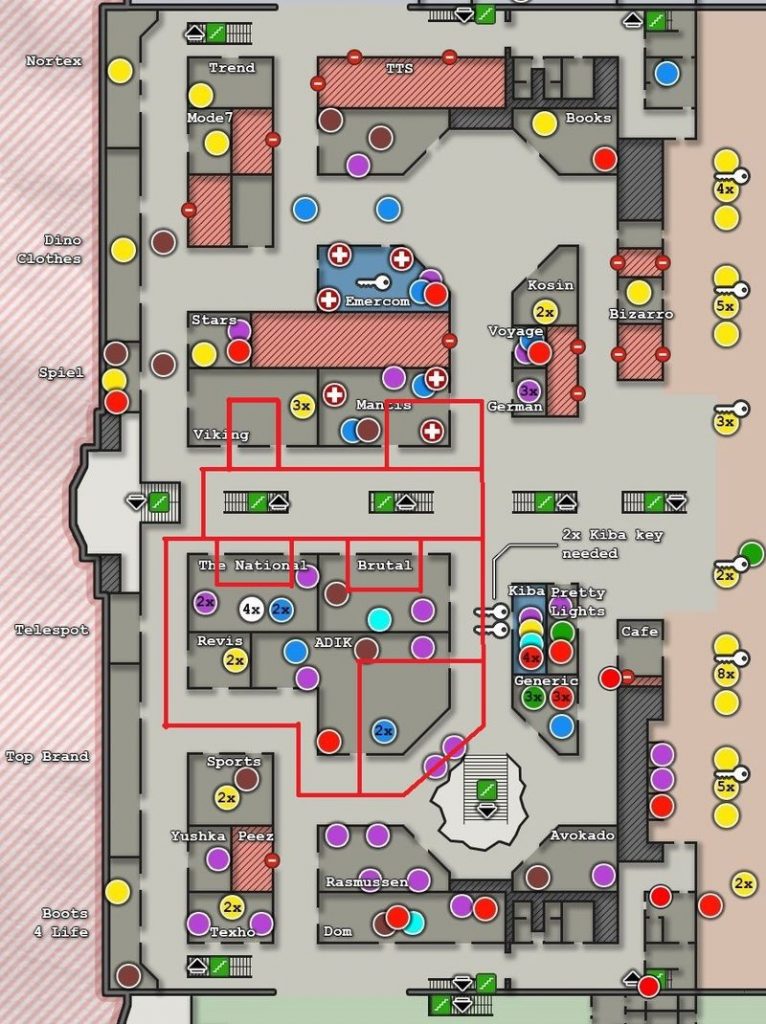 Nortex
Trend
TTS
Mode7
Books
4x
Dino
Clothes
Emercom
Kosin
2x
5x
Bizarro
Stars
Voyage
Spiel
3x
Mantis
3x
German
Viking
3x
2x Kiba key
needed
The National
Brutal
2x
2x
4x
2x
Kiba
Pretty
Lights
Telespot
Revis
2x
ADIK
Cafe
4x
8x
Generic
3x
3x
2x
Top Brand
Sports
2x
5x
Yushka
Peez
Avokado
Rasmussen
2x
Boots
4 Life
2x
Texho
Dom